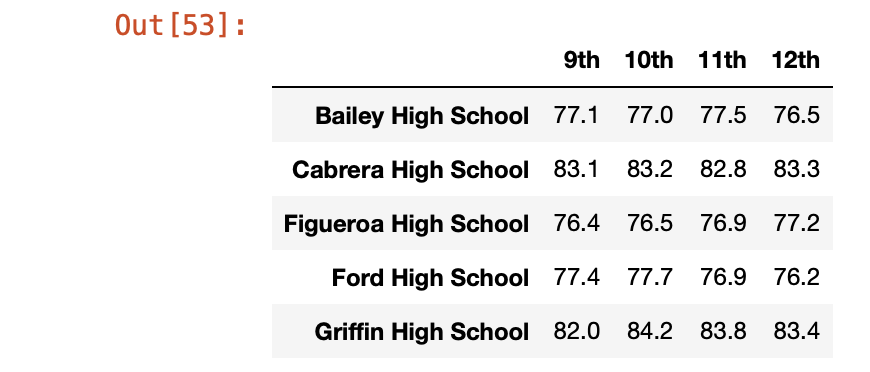 Out[53]:
9th 10th 11th 12th
Bailey High School 77.1 77.0 77.5 76.5
Cabrera High School 83.1 83.2 82.8 83.3
Figueroa High School 76.4 76.5 76.9 77.2
Ford High School 77.4 77.7 76.9 76.2
Griffin High School 82.0 84.2 83.8 83.4